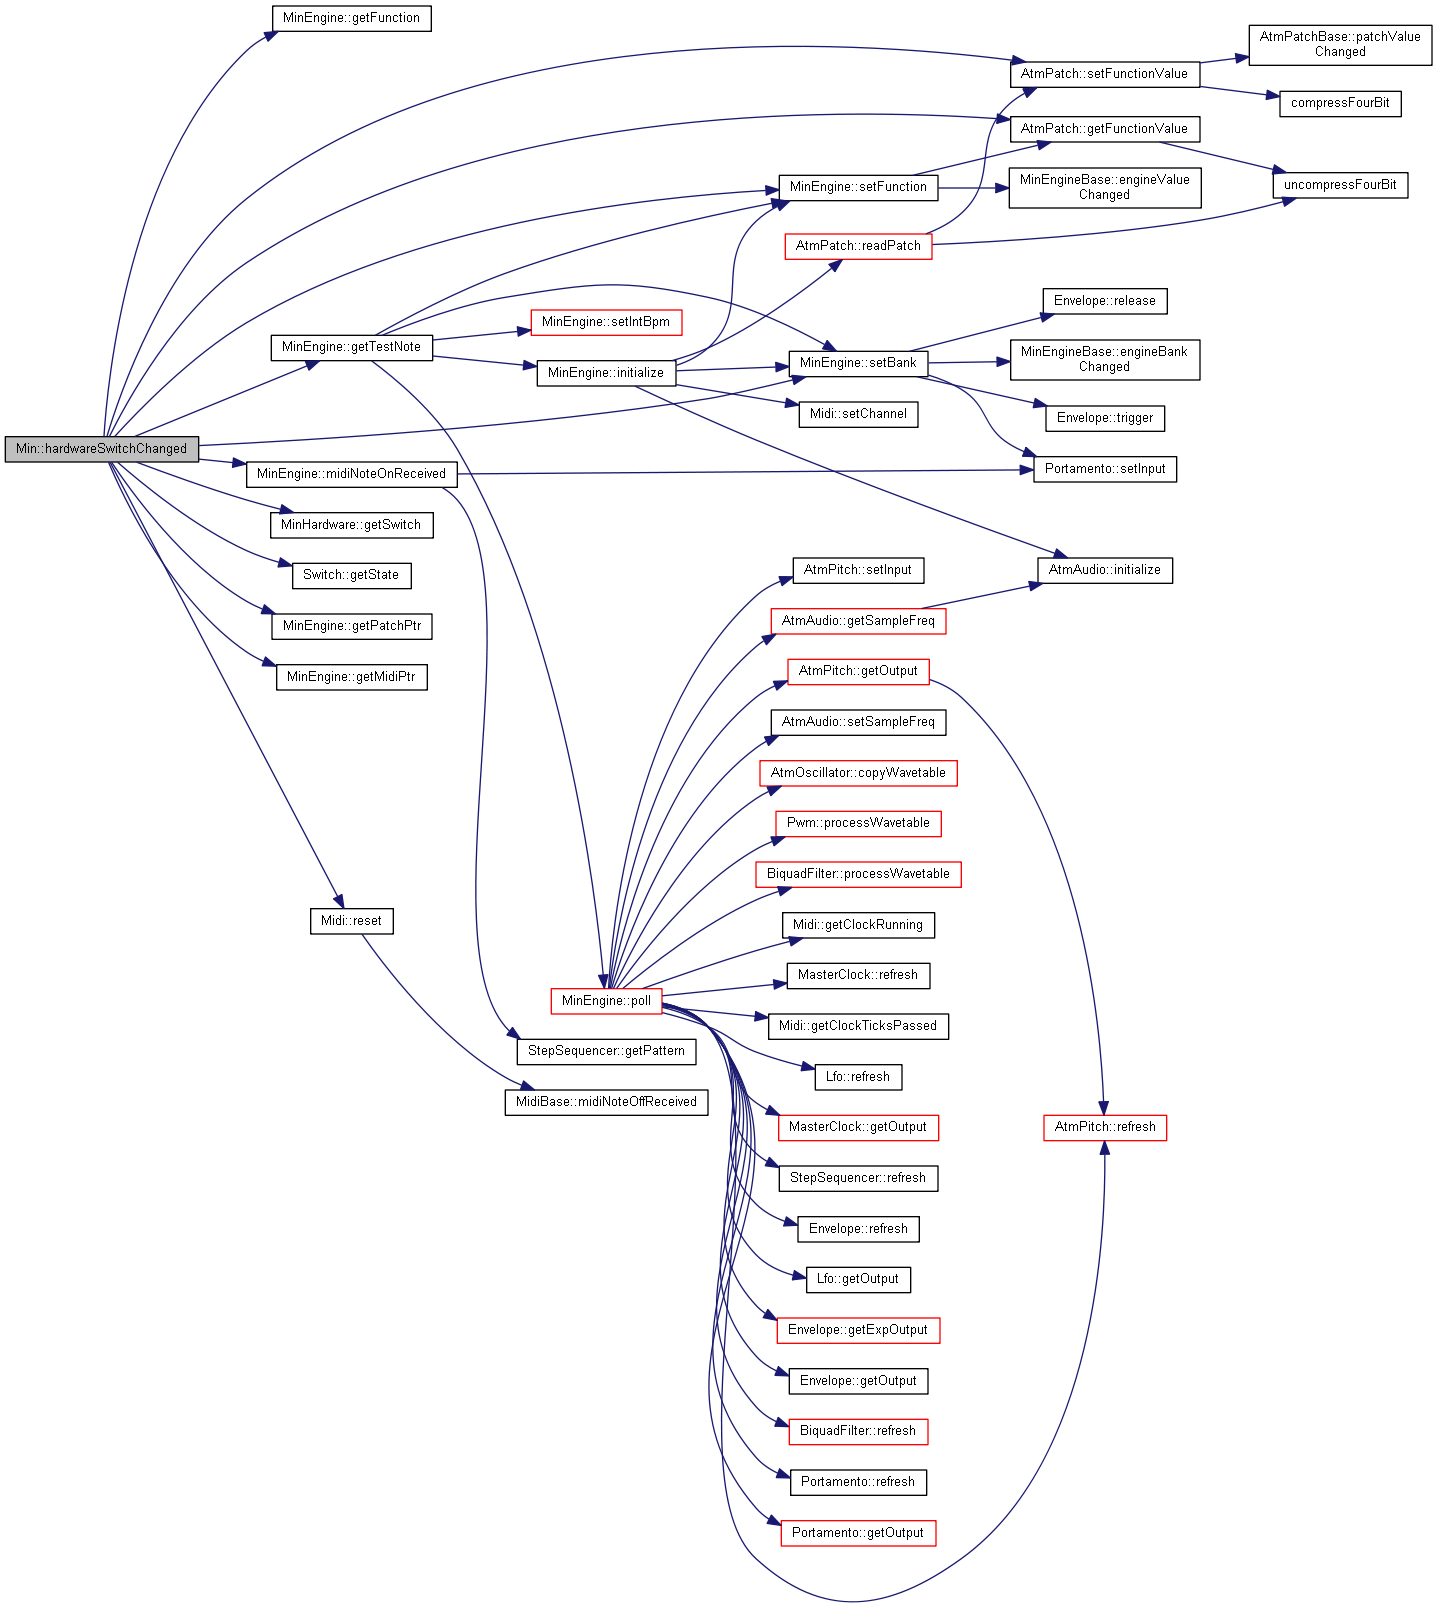 MinEngine::getFunction
AtmPatchBase::patchValue
Changed
AtmPatch::setFunctionValue
compressFourBit
AtmPatch::getFunctionValue
MinEngine::setFunction
MinEngineBase::engineValue
Changed
uncompressFourBit
AtmPatch::readPatch
Envelope::release
MinEngine::setIntBpm
MinEngine::getTestNote
MinEngine::initialize
MinEngine::setBank
MinEngineBase::engineBank
Changed
Midi::setChannel
Envelope::trigger
Min::hardwareSwitchChanged
MinEngine::midiNoteOnReceived
Portamento::setInput
MinHardware::getSwitch
Switch::getState
AtmPitch::setInput
AtmAudio::initialize
MinEngine::getPatchPtr
AtmAudio::getSampleFreq
MinEngine::getMidiPtr
AtmPitch::getOutput
AtmAudio::setSampleFreq
AtmOscillator::copyWavetable
Pwm::processWavetable
BiquadFilter::processWavetable
Midi::reset
Midi::getClockRunning
MasterClock::refresh
MinEngine::poll
Midi::getClockTicksPassed
StepSequencer::getPattern
Lfo::refresh
MidiBase::midiNoteOffReceived
MasterClock::getOutput
AtmPitch::refresh
StepSequencer::refresh
Envelope::refresh
Lfo::getOutput
Envelope::getExpOutput
Envelope::getOutput
BiquadFilter::refresh
Portamento::refresh
Portamento::getOutput